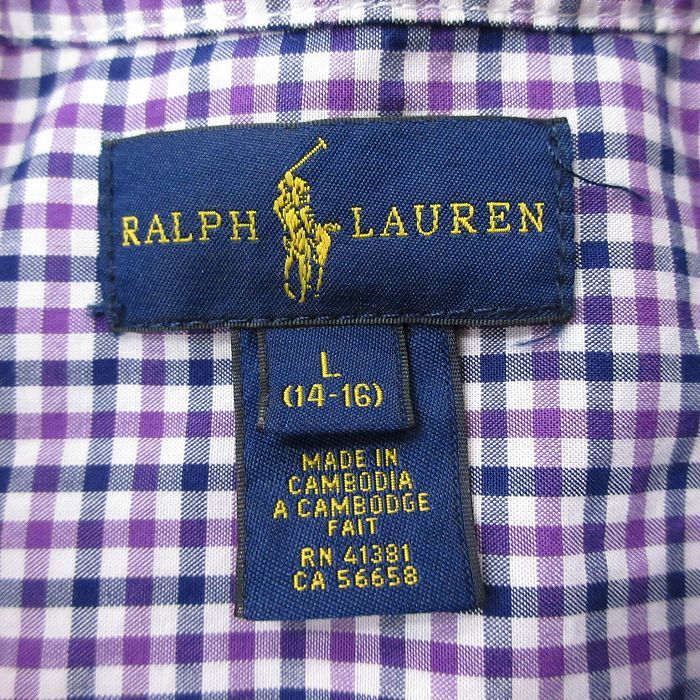 RALPH LAUREN
L
(14-16)
MADE IN
CAMBODIA
A CAMBODGE
FAIT
RN 41381
CA 56658